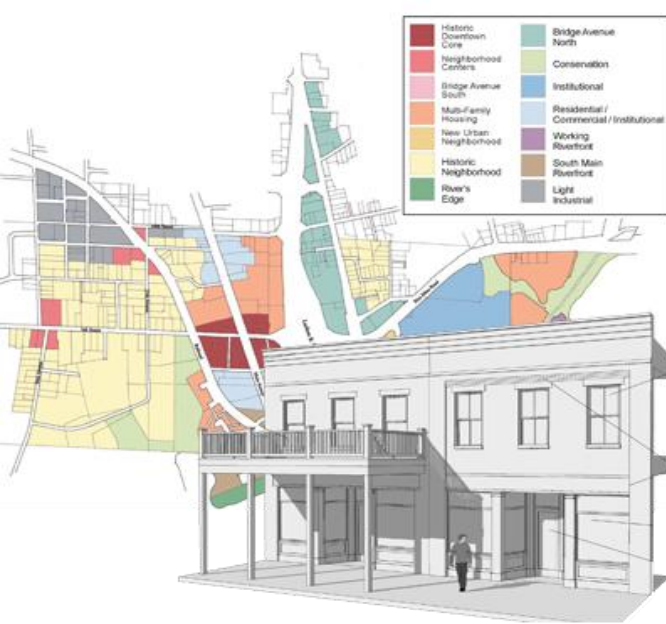 Historic
Downtown
Core
Neighborhood
Centers
Bridge Avenue
South
Multi-Family
Housing
New Urban
Neighborhood
Historic
Neighborhood
River's
Edge
Bridge Avenue
North
Conservation
Institutional
Residential /
Commercial / Institutional
Working
Riverfront
South Main
Riverfront
Light
Industrial